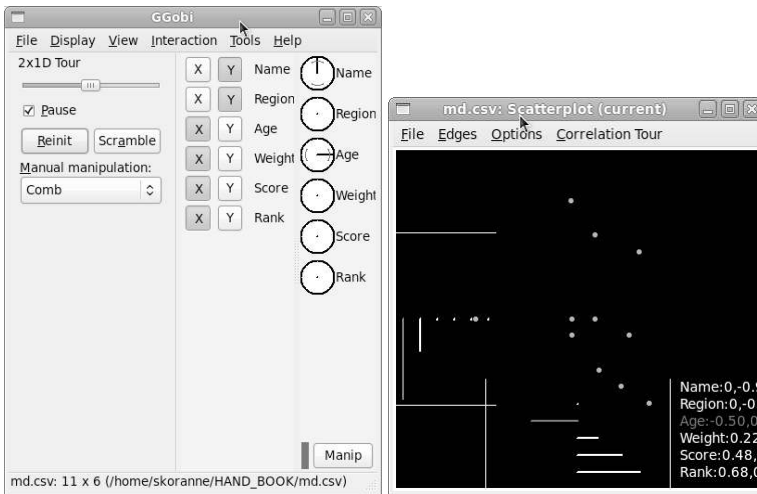 GGobi
File Display View Interaction Tools Help
2x1D Tour
Pause
Reinit Scramble
Manual manipulation:
Comb
X Y Name
X Y Region
X Y Age
X Y Weight
X Y Score
X Y Rank
Name
Region
Age
Weight
Score
Rank
Manip
md.csv: 11 x 6 (/home/skoranne/HAND_BOOK/md.csv)
md.csv: Scatterplot (current)
File Edges Options Correlation Tour
Name:0,-0.9
Region:0,-0.
Age:-0.50,0
Weight:0.22
Score:0.48,
Rank:0.68,0